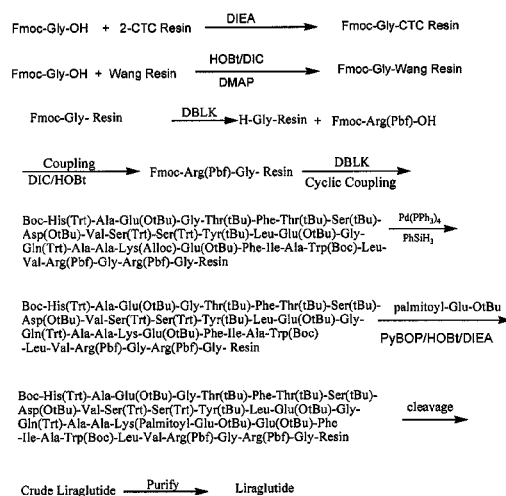 DIEA
Fmoc-Gly-OH + 2-CTC Resin Fmoc-Gly-CTC Resin
HOBt/DIC
Fmoc-Gly-OH + Wang Resin Fmoc-Gly-Wang Resin
DMAP
Fmoc-Gly- Resin DBLK H-Gly-Resin + Fmoc-Arg(Pbf)-OH
Coupling Fmoc-Arg(Pbf)-Gly- Resin DBLK
DIC/HOBt Cyclic Coupling
Boc-His(Trt)-Ala-Glu(OtBu)-Gly-Thr(tBu)-Phe-Thr(tBu)-Ser(tBu)- Pd(PPh3)4
Asp(OtBu)-Val-Ser(Trt)-Ser(Trt)-Tyr(tBu)-Leu-Glu(OtBu)-Gly- PhSiH3
Gln(Trt)-Ala-Ala-Lys(Alloc)-Glu(OtBu)-Phe-Ile-Ala-Trp(Boc)-Leu-
Val-Arg(Pbf)-Gly-Arg(Pbf)-Gly-Resin
Boc-His(Trt)-Ala-Glu(OtBu)-Gly-Thr(tBu)-Phe-Thr(tBu)-Ser(tBu)- palmitoyl-Glu-OtBu
Asp(OtBu)-Val-Ser(Trt)-Ser(Trt)-Tyr(tBu)-Leu-Glu(OtBu)-Gly-
Gln(Trt)-Ala-Ala-Lys-Glu(OtBu)-Phe-Ile-Ala-Trp(Boc) PyBOP/HOBt/DIEA
-Leu-Val-Arg(Pbf)-Gly-Arg(Pbf)-Gly- Resin
Boc-His(Trt)-Ala-Glu(OtBu)-Gly-Thr(tBu)-Phe-Thr(tBu)-Ser(tBu)-
Asp(OtBu)-Val-Ser(Trt)-Ser(Trt)-Tyr(tBu)-Leu-Glu(OtBu)-Gly- cleavage
Gln(Trt)-Ala-Ala-Lys(Palmitoyl-Glu-OtBu)-Glu(OtBu)-Phe
-Ile-Ala-Trp(Boc)-Leu-Val-Arg(Pbf)-Gly-Arg(Pbf)-Gly-Resin
Crude Liraglutide Purify Liraglutide